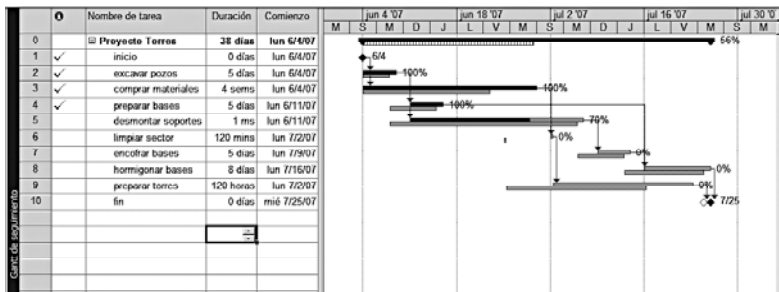 Nombre de tarea Duración Comienzo jun 4 '07 jun 18 '07 jul 2 '07 jul 16 '07 jul 30 '0
M S M D J L V M S M D J L V M S
0 Proyecto Torres 38 días lun 6/4/07 66%
1 inicio 0 días lun 6/4/07 6/4
2 excavar pozos 5 días lun 6/4/07 100%
3 comprar materiales 4 sems lun 6/4/07 100%
4 preparar bases 5 días lun 6/11/07 100%
5 desmontar soportes 1 ms lun 6/11/07 70%
6 limpiar sector 120 mins lun 7/2/07 0%
7 encofrar bases 5 días lun 7/9/07 0%
8 hormigonar bases 8 días lun 7/16/07 0%
9 preparar torres 120 horas lun 7/2/07 0%
10 fin 0 días mié 7/25/07 7/25
Gantt de seguimiento